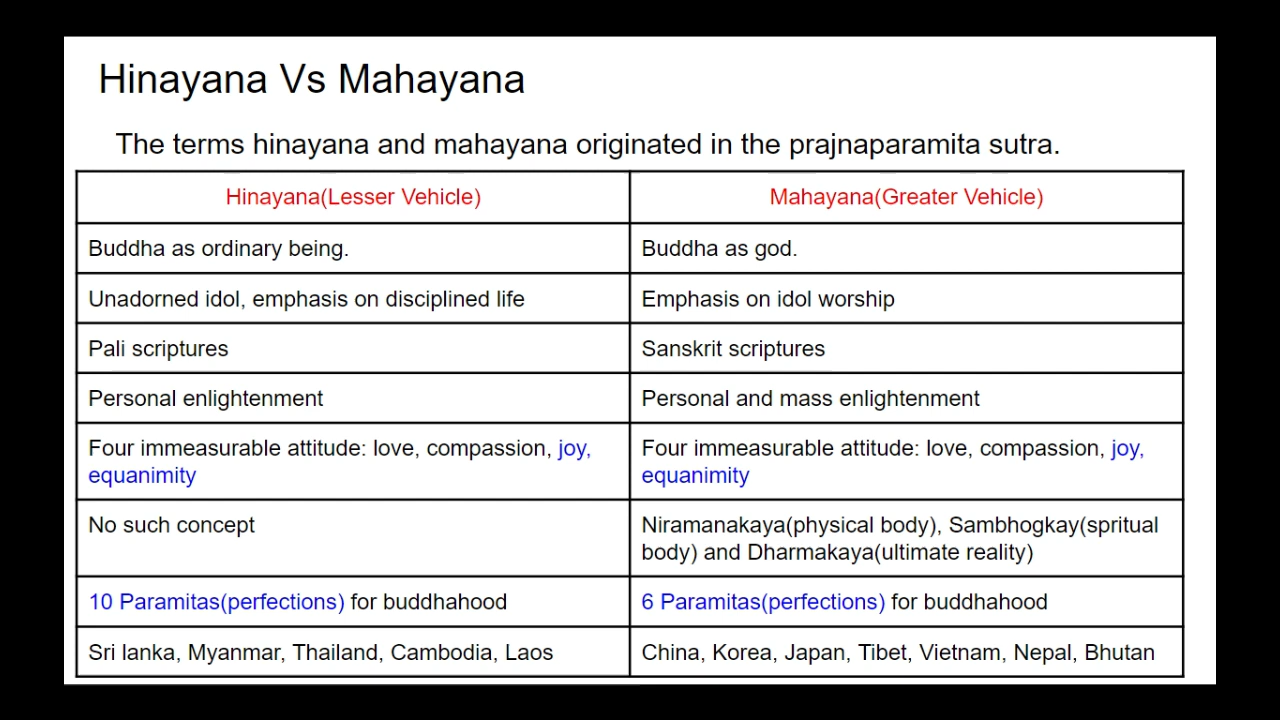 Hinayana Vs Mahayana
The terms hinayana and mahayana originated in the prajnaparamita sutra.
Hinayana(Lesser Vehicle)
Mahayana(Greater Vehicle)
Buddha as ordinary being.
Buddha as god.
Unadorned idol, emphasis on disciplined life
Emphasis on idol worship
Pali scriptures
Sanskrit scriptures
Personal enlightenment
Personal and mass enlightenment
Four immeasurable attitude: love, compassion, joy,
equanimity
Four immeasurable attitude: love, compassion, joy,
equanimity
No such concept
Niramanakaya(physical body), Sambhogkay(spritual
body) and Dharmakaya(ultimate reality)
10 Paramitas(perfections) for buddhahood
6 Paramitas(perfections) for buddhahood
Sri lanka, Myanmar, Thailand, Cambodia, Laos
China, Korea, Japan, Tibet, Vietnam, Nepal, Bhutan